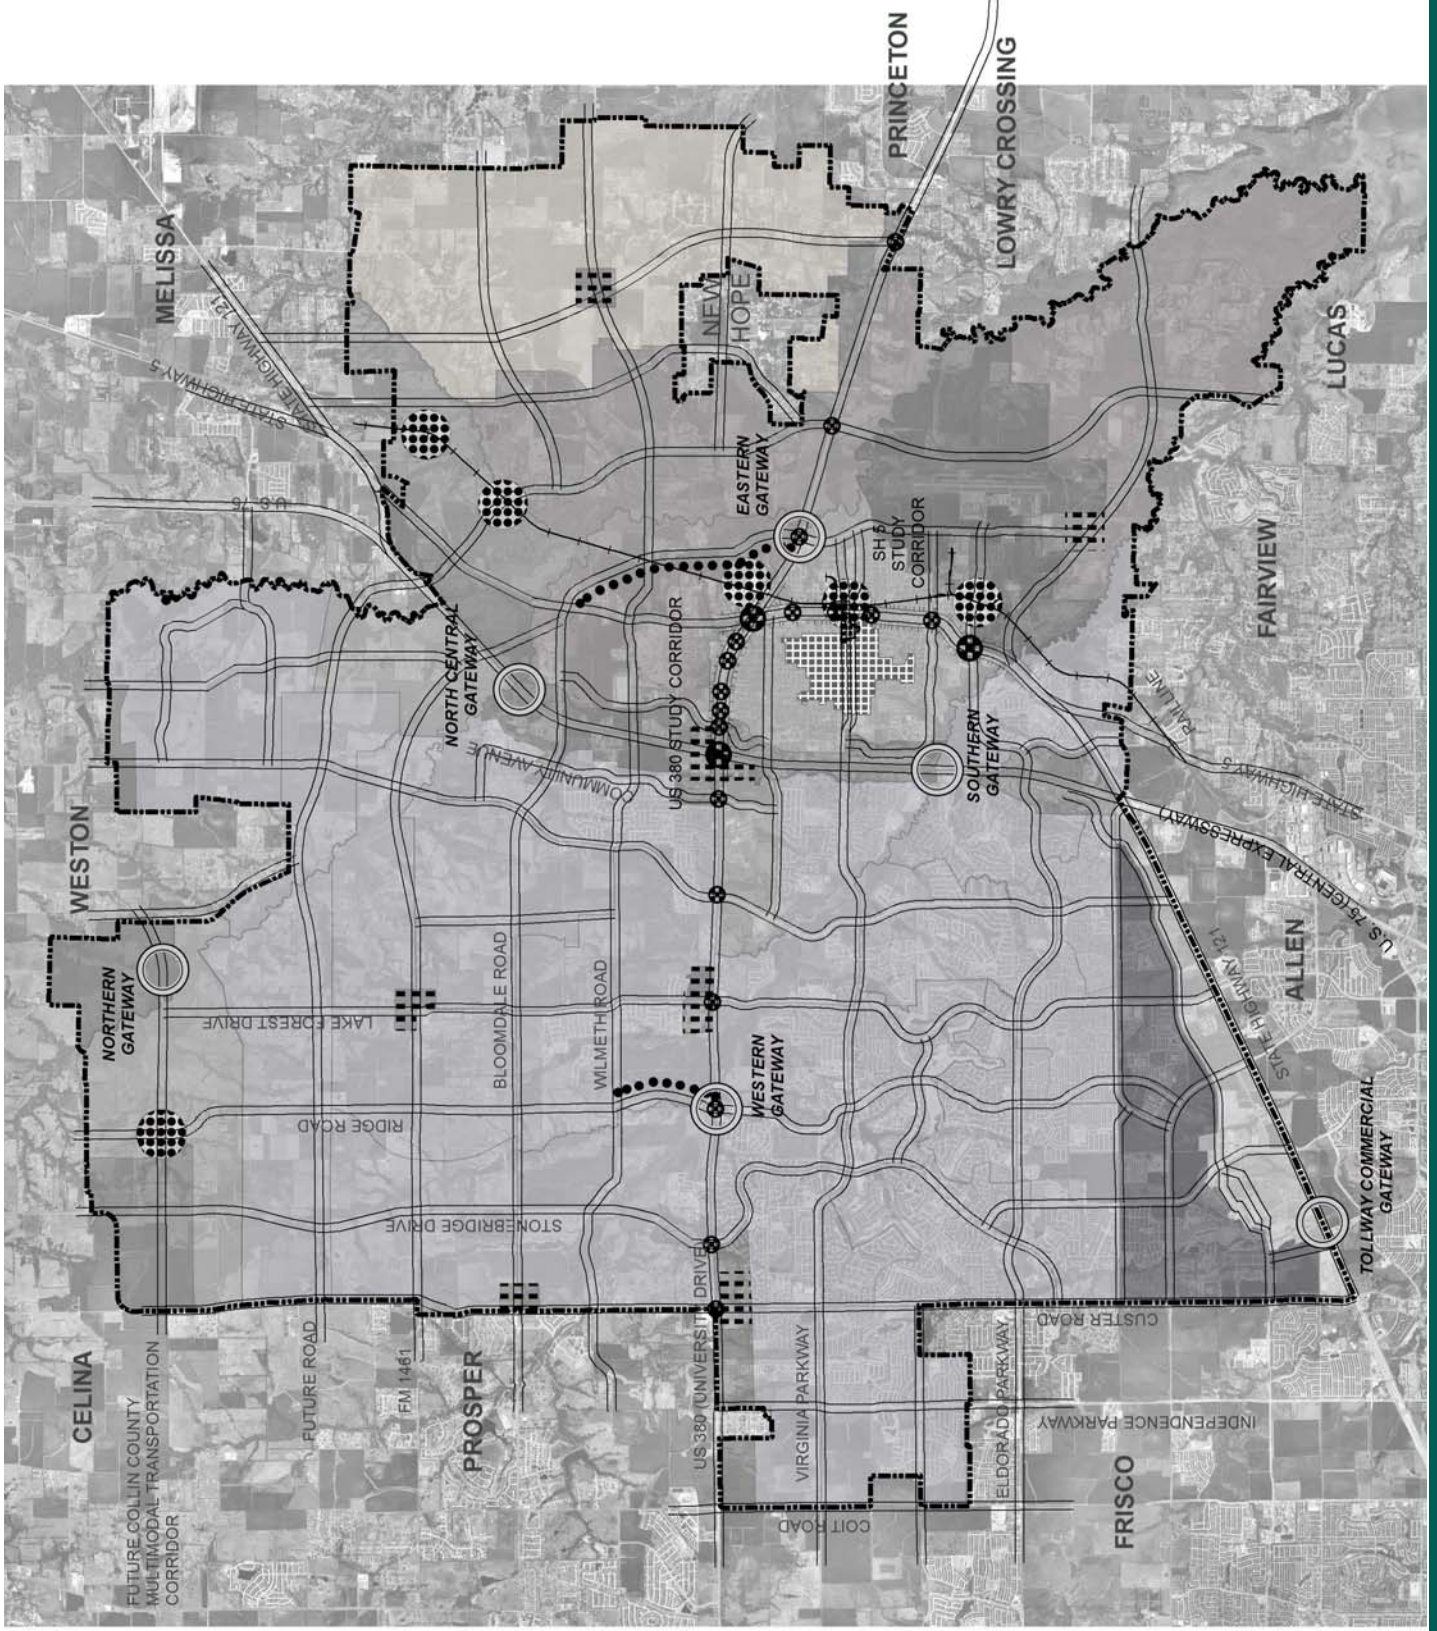 CELINA
FUTURE COLLIN COUNTY
MULTIMODAL TRANSPORTATION
CORRIDOR
FUTURE ROAD
FM 1461
PROSPER
US 380 (UNIVERSITY DRIVE)
VIRGINIA PARKWAY
ELDORADO PARKWAY
FRISCO
COIT ROAD
INDEPENDENCE PARKWAY
CUSTER ROAD
STONEBRIDGE DRIVE
RIDGE ROAD
LAKE FOREST DRIVE
NORTHERN
GATEWAY
BLOOMDALE ROAD
WILMETH ROAD
WESTERN
GATEWAY
TOLLWAY COMMERCIAL
GATEWAY
WESTON
ALLEN
STATE HIGHWAY 121
U.S. 75 (CENTRAL EXPRESSWAY)
STATE HIGHWAY 5
RAIL LINE
COMMUNITY AVENUE
NORTH CENTRAL
GATEWAY
US 380 STUDY CORRIDOR
SOUTHERN
GATEWAY
FAIRVIEW
U.S. 75
EASTERN
GATEWAY
SH 5
STUDY
CORRIDOR
MELISSA
STATE HIGHWAY 121
STATE HIGHWAY 5
NEW
HOPE
LUCAS
PRINCETON
LOWRY CROSSING